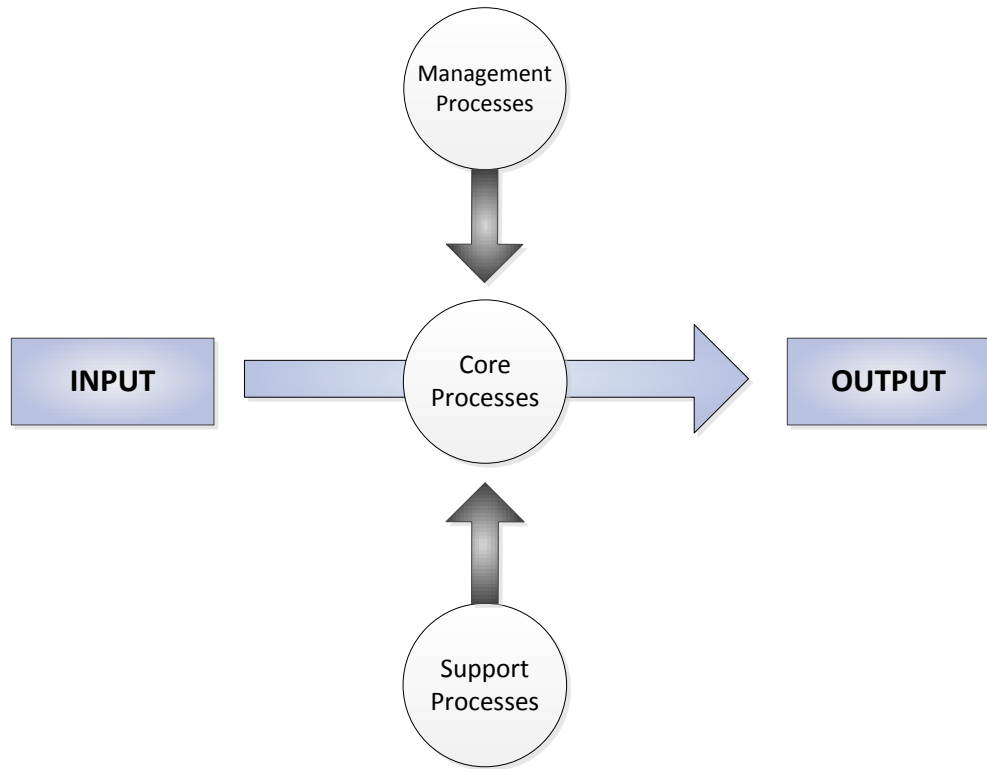 Management
Processes
INPUT
Core
Processes
OUTPUT
Support
Processes